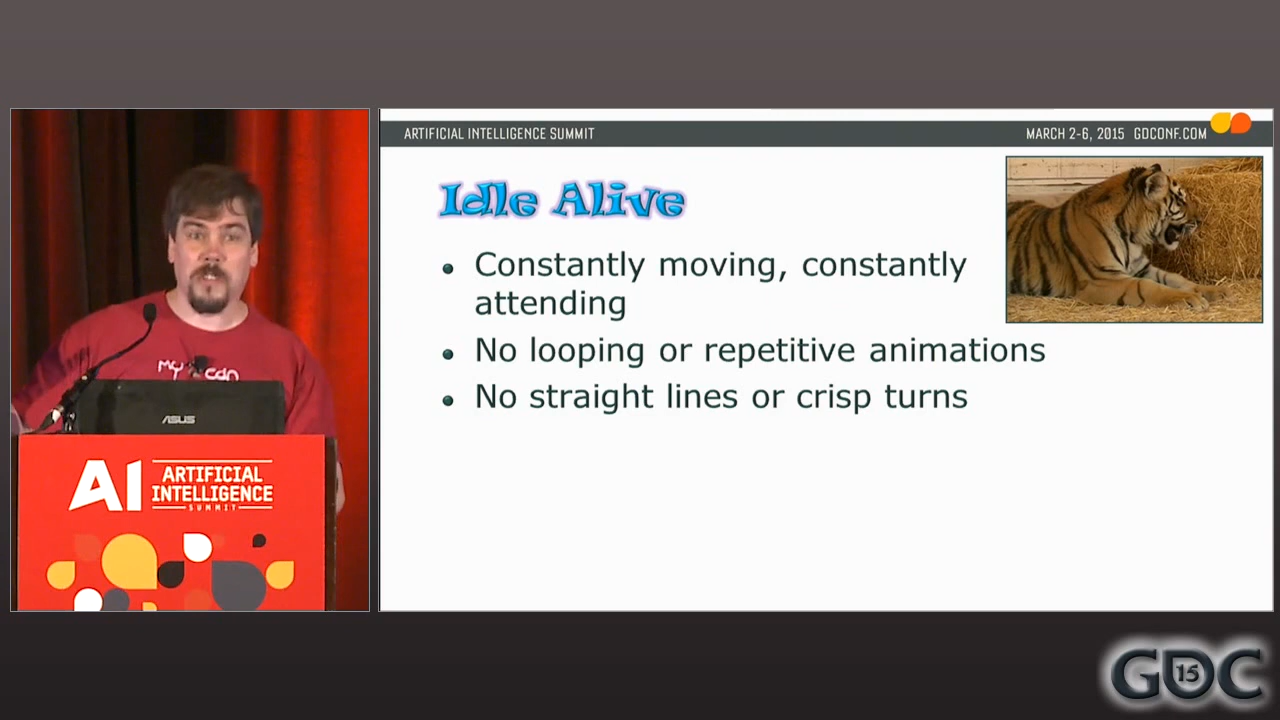 ARTIFICIAL INTELLIGENCE SUMMIT
MARCH 2-6, 2015 GDCONF.COM
Idle Alive
Constantly moving, constantly
attending
No looping or repetitive animations
No straight lines or crisp turns
my
ASUS
AI ARTIFICIAL
INTELLIGENCE
SUMMIT
GDC
15